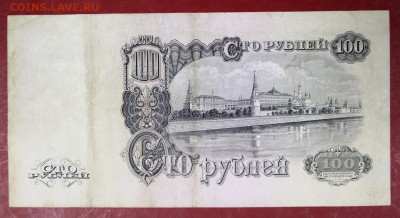 COINS.LAVE.RU
100
СТО РУБЛЕЙ 100
СТО
РУБЛЕЙ
Сто рублей
100